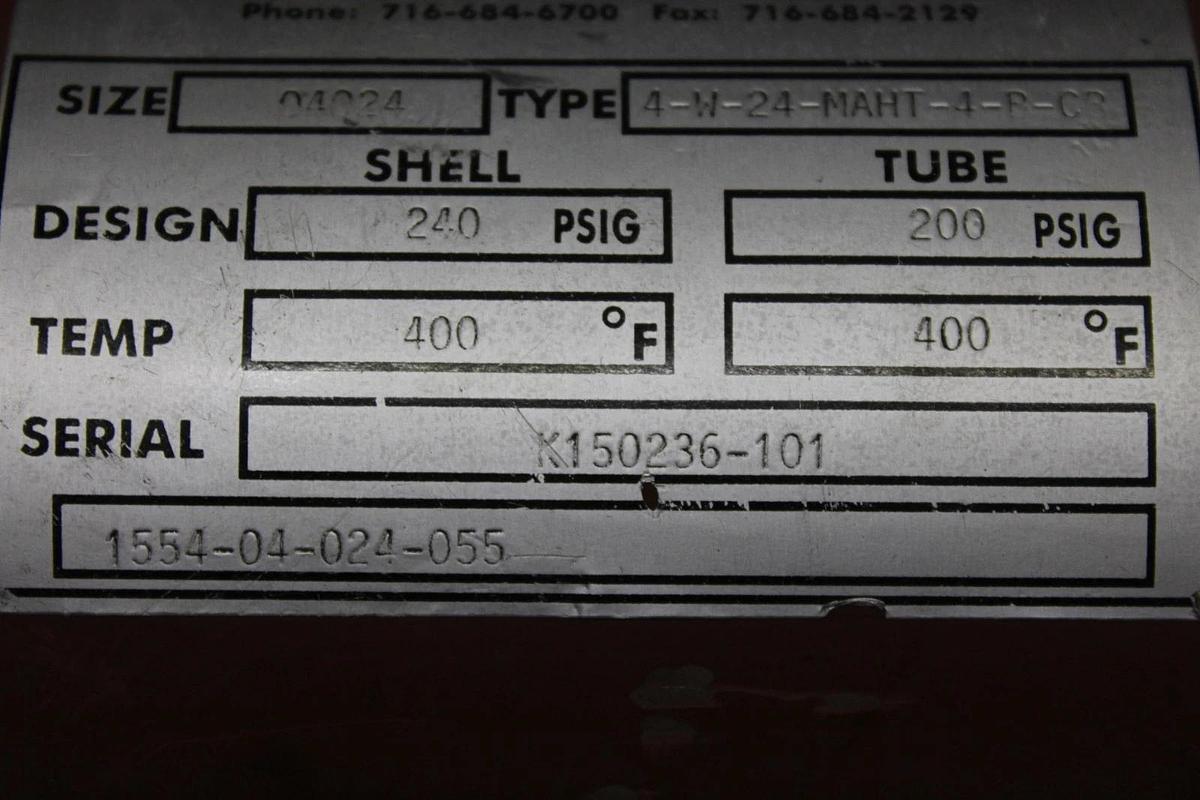 Phone: 716-684-6700 Fax: 716-684-2129
SIZE 04024 TYPE 4-W-24-MAHT-4-B-CB
SHELL TUBE
DESIGN 240 PSIG 200 PSIG
TEMP 400 °F 400 °F
SERIAL K150236-101
1554-04-024-055